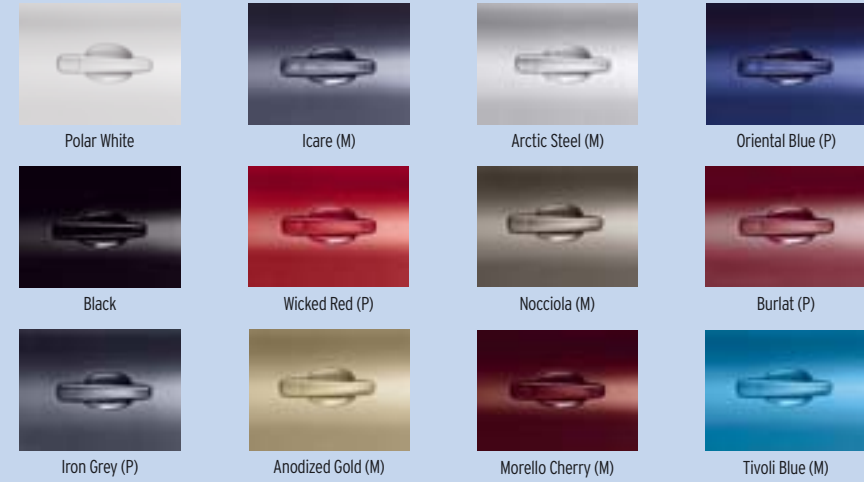 Polar White
Icare (M)
Arctic Steel (M)
Oriental Blue (P)
Black
Wicked Red (P)
Nocciola (M)
Burlat (P)
Iron Grey (P)
Anodized Gold (M)
Morello Cherry (M)
Tivoli Blue (M)